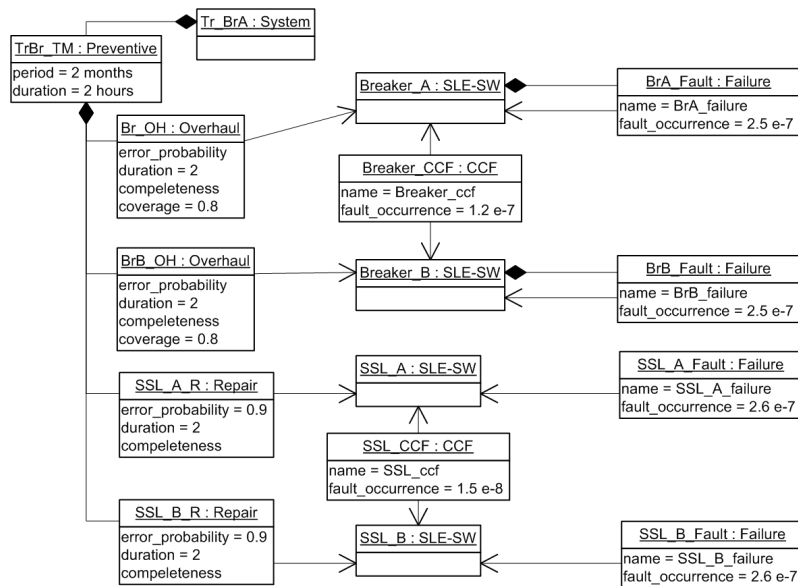 Tr_BrA : System
TrBr_TM : Preventive
period = 2 months
duration = 2 hours
Breaker_A : SLE-SW
BrA_Fault : Failure
name = BrA_failure
fault_occurrence = 2.5 e-7
Br_OH : Overhaul
error_probability
duration = 2
compeleteness
coverage = 0.8
Breaker_CCF : CCF
name = Breaker_ccf
fault_occurrence = 1.2 e-7
BrB_OH : Overhaul
error_probability
duration = 2
compeleteness
coverage = 0.8
Breaker_B : SLE-SW
BrB_Fault : Failure
name = BrB_failure
fault_occurrence = 2.5 e-7
SSL_A_R : Repair
error_probability = 0.9
duration = 2
compeleteness
SSL_A : SLE-SW
SSL_A_Fault : Failure
name = SSL_A_failure
fault_occurrence = 2.6 e-7
SSL_CCF : CCF
name = SSL_ccf
fault_occurrence = 1.5 e-8
SSL_B_R : Repair
error_probability = 0.9
duration = 2
compeleteness
SSL_B : SLE-SW
SSL_B_Fault : Failure
name = SSL_B_failure
fault_occurrence = 2.6 e-7